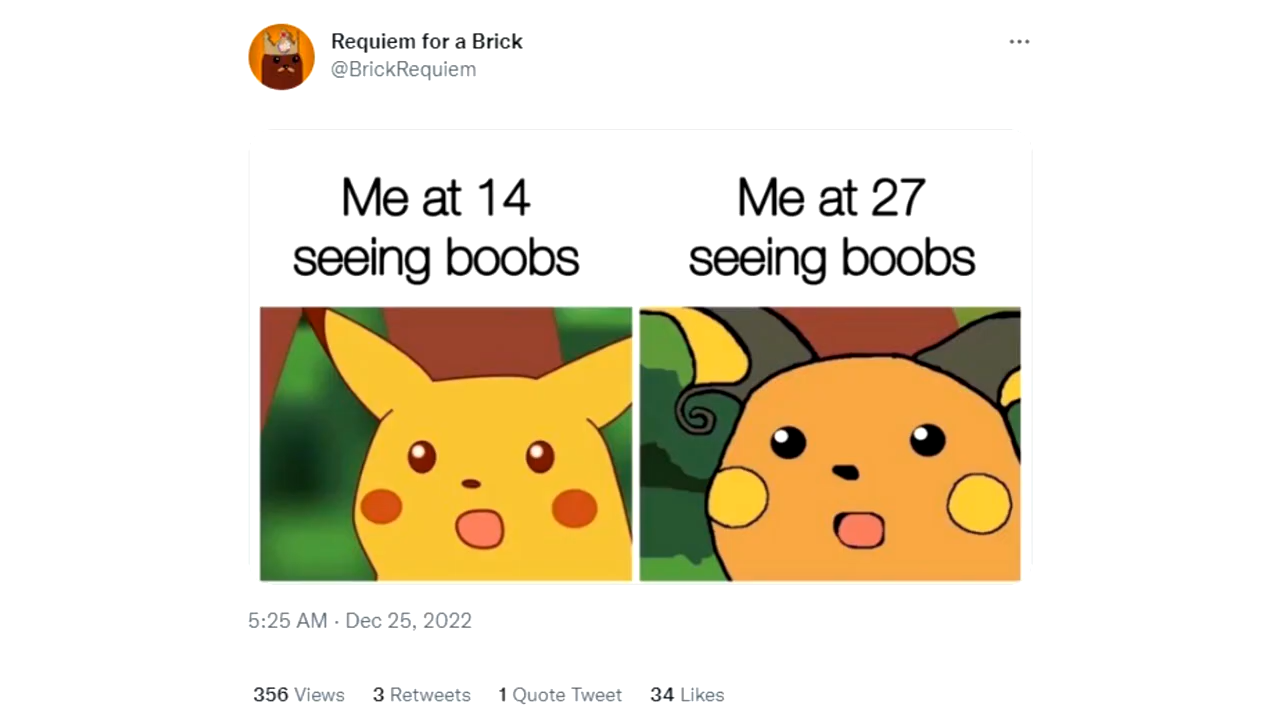 Requiem for a Brick
@BrickRequiem
Me at 14
seeing boobs
Me at 27
seeing boobs
5:25 AM · Dec 25, 2022
356 Views 3 Retweets 1 Quote Tweet 34 Likes